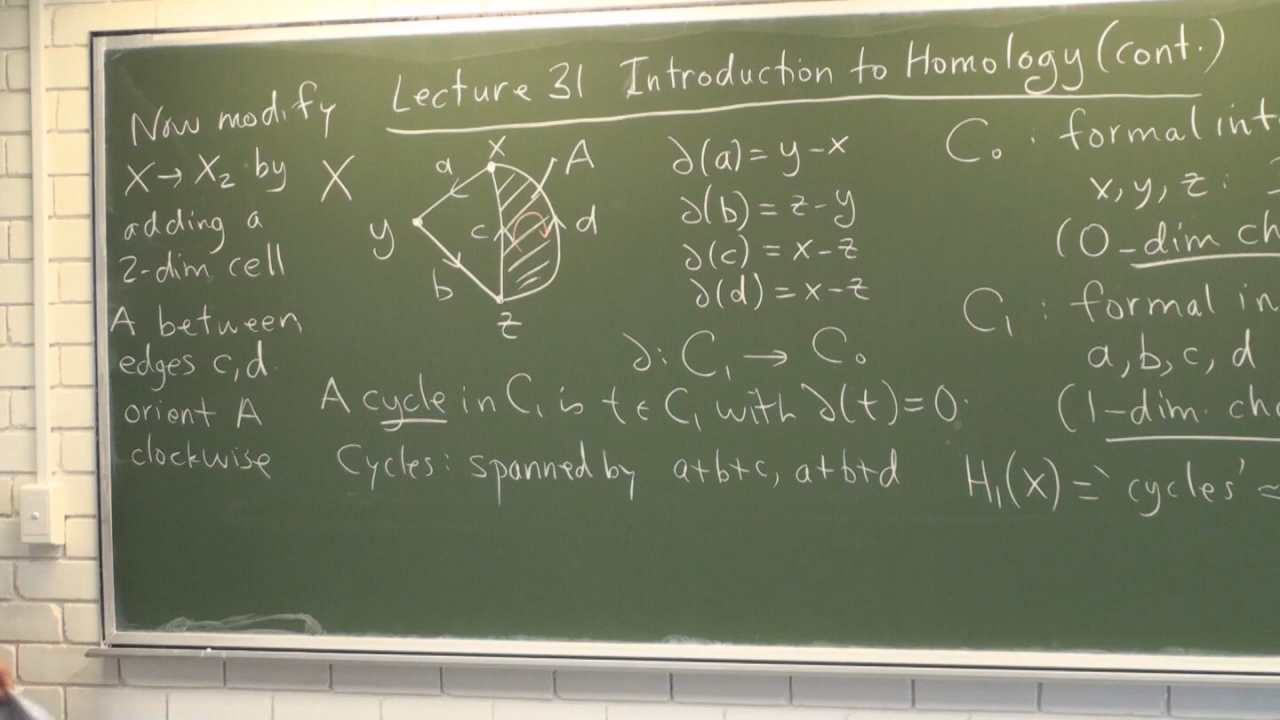 Lecture 31 Introduction to Homology (cont.)
Now modify
X → X₂ by
adding a
2-dim cell
A between
edges c,d
orient A
clockwise
X
x
a
A
y
c
d
b
z
∂(a) = y-x
∂(b) = z-y
∂(c) = x-z
∂(d) = x-z
∂: C₁ → C₀
A cycle in C₁ is t ∈ C₁ with ∂(t)=0.
Cycles: spanned by a+b+c, a+b+d
C₀ : formal int
x, y, z :
(0-dim ch
C₁ : formal in
a, b, c, d
(1-dim. cha
H₁(X) = 'cycles' ≈